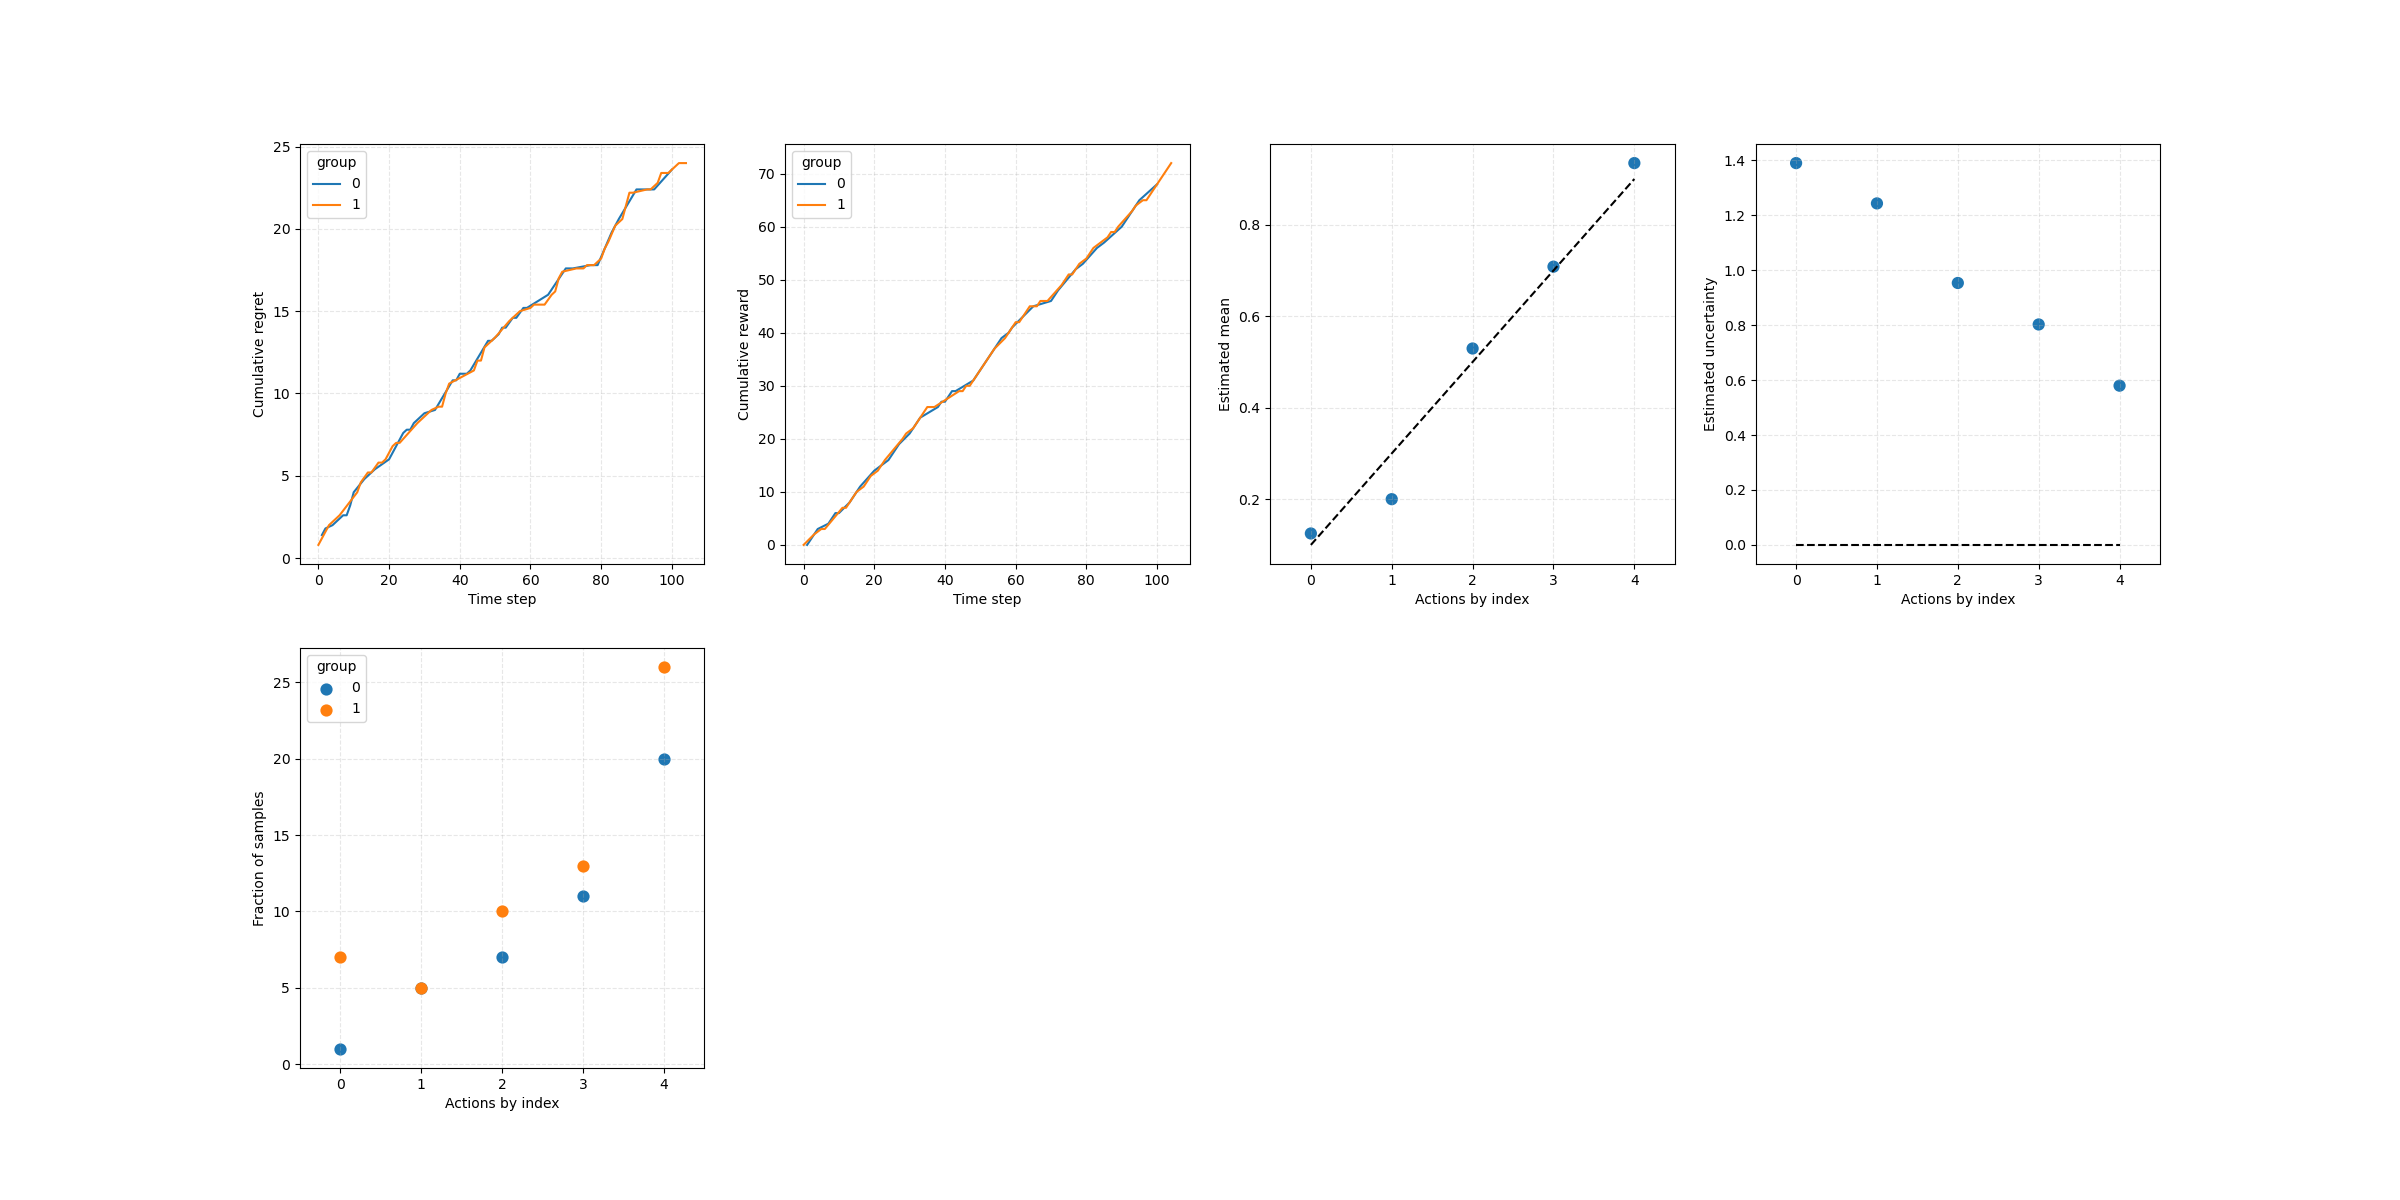 Cumulative regret
25
20
15
10
5
0
group
0
1
0 20 40 60 80 100
Time step
Cumulative reward
70
60
50
40
30
20
10
0
group
0
1
0 20 40 60 80 100
Time step
Estimated mean
0.8
0.6
0.4
0.2
0 1 2 3 4
Actions by index
Estimated uncertainty
1.4
1.2
1.0
0.8
0.6
0.4
0.2
0.0
0 1 2 3 4
Actions by index
Fraction of samples
25
20
15
10
5
0
group
0
1
0 1 2 3 4
Actions by index